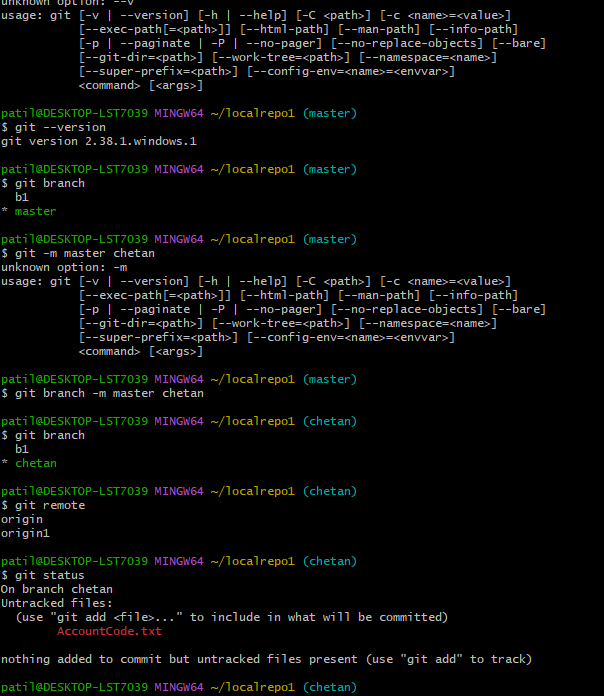 unknown option: --v
usage: git [-v | --version] [-h | --help] [-C <path>] [-c <name>=<value>]
           [--exec-path[=<path>]] [--html-path] [--man-path] [--info-path]
           [-p | --paginate | -P | --no-pager] [--no-replace-objects] [--bare]
           [--git-dir=<path>] [--work-tree=<path>] [--namespace=<name>]
           [--super-prefix=<path>] [--config-env=<name>=<envvar>]
           <command> [<args>]
patil@DESKTOP-LST7O39 MINGW64 ~/localrepo1 (master)
$ git --version
git version 2.38.1.windows.1
patil@DESKTOP-LST7O39 MINGW64 ~/localrepo1 (master)
$ git branch
  b1
* master
patil@DESKTOP-LST7O39 MINGW64 ~/localrepo1 (master)
$ git -m master chetan
unknown option: -m
usage: git [-v | --version] [-h | --help] [-C <path>] [-c <name>=<value>]
           [--exec-path[=<path>]] [--html-path] [--man-path] [--info-path]
           [-p | --paginate | -P | --no-pager] [--no-replace-objects] [--bare]
           [--git-dir=<path>] [--work-tree=<path>] [--namespace=<name>]
           [--super-prefix=<path>] [--config-env=<name>=<envvar>]
           <command> [<args>]
patil@DESKTOP-LST7O39 MINGW64 ~/localrepo1 (master)
$ git branch -m master chetan
patil@DESKTOP-LST7O39 MINGW64 ~/localrepo1 (chetan)
$ git branch
  b1
* chetan
patil@DESKTOP-LST7O39 MINGW64 ~/localrepo1 (chetan)
$ git remote
origin
origin1
patil@DESKTOP-LST7O39 MINGW64 ~/localrepo1 (chetan)
$ git status
On branch chetan
Untracked files:
  (use "git add <file>..." to include in what will be committed)
        AccountCode.txt
nothing added to commit but untracked files present (use "git add" to track)
patil@DESKTOP-LST7O39 MINGW64 ~/localrepo1 (chetan)